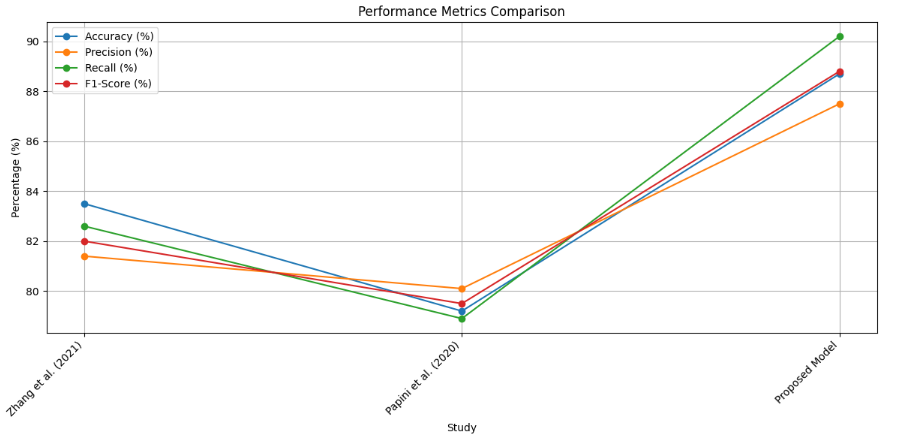 Performance Metrics Comparison
Accuracy (%)
Precision (%)
Recall (%)
F1-Score (%)
Percentage (%)
90
88
86
84
82
80
Zhang et al. (2021)
Papini et al. (2020)
Proposed Model
Study